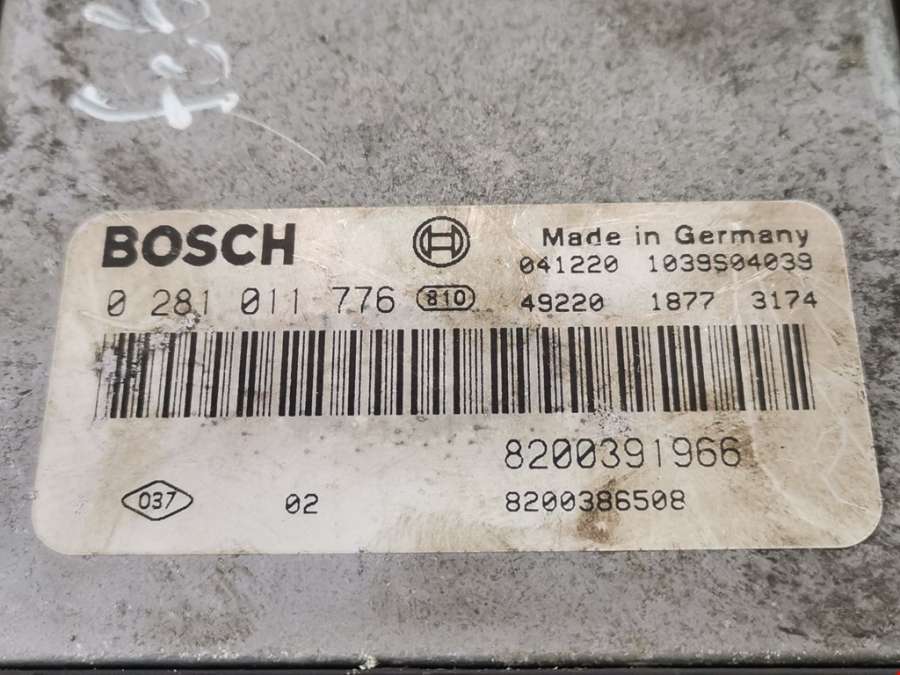 BOSCH
Made in Germany
041220 1039S04039
0 281 011 776 810 49220 1877 3174
8200391966
037 02 8200386508